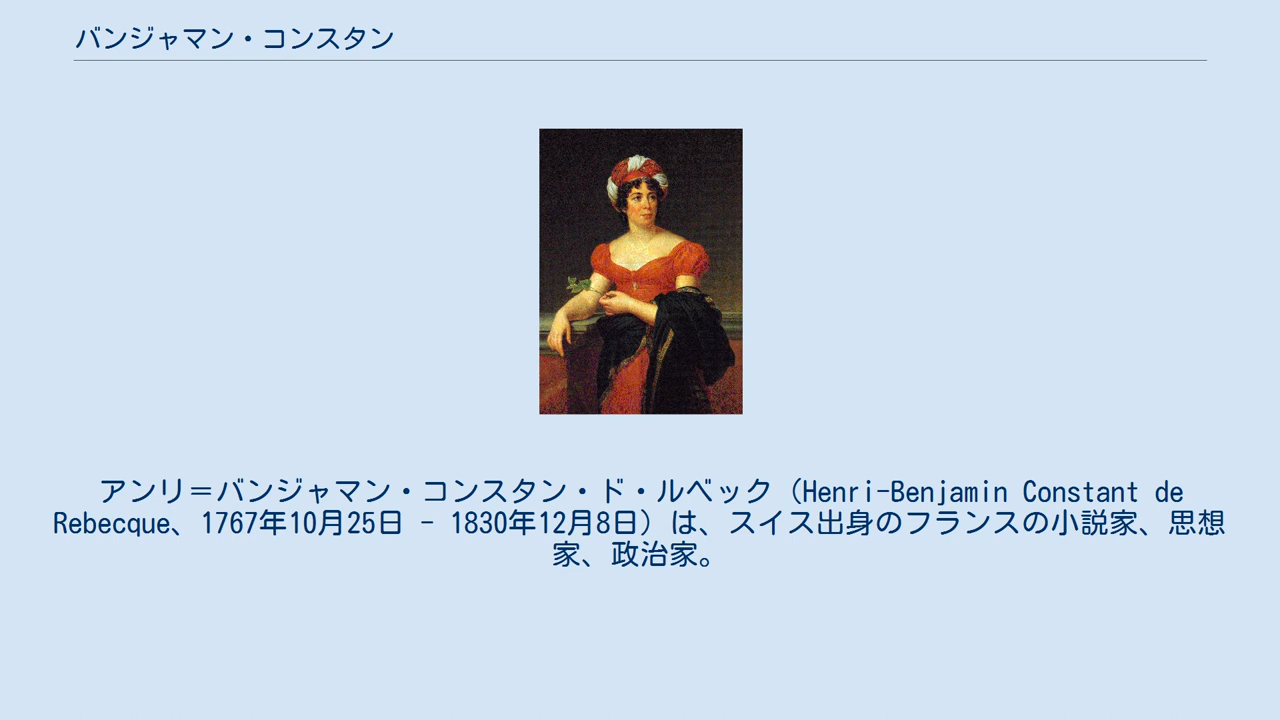 バンジャマン・コンスタン
アンリ＝バンジャマン・コンスタン・ド・ルベック（Henri-Benjamin Constant de
Rebecque、1767年10月25日 - 1830年12月8日）は、スイス出身のフランスの小説家、思想
家、政治家。